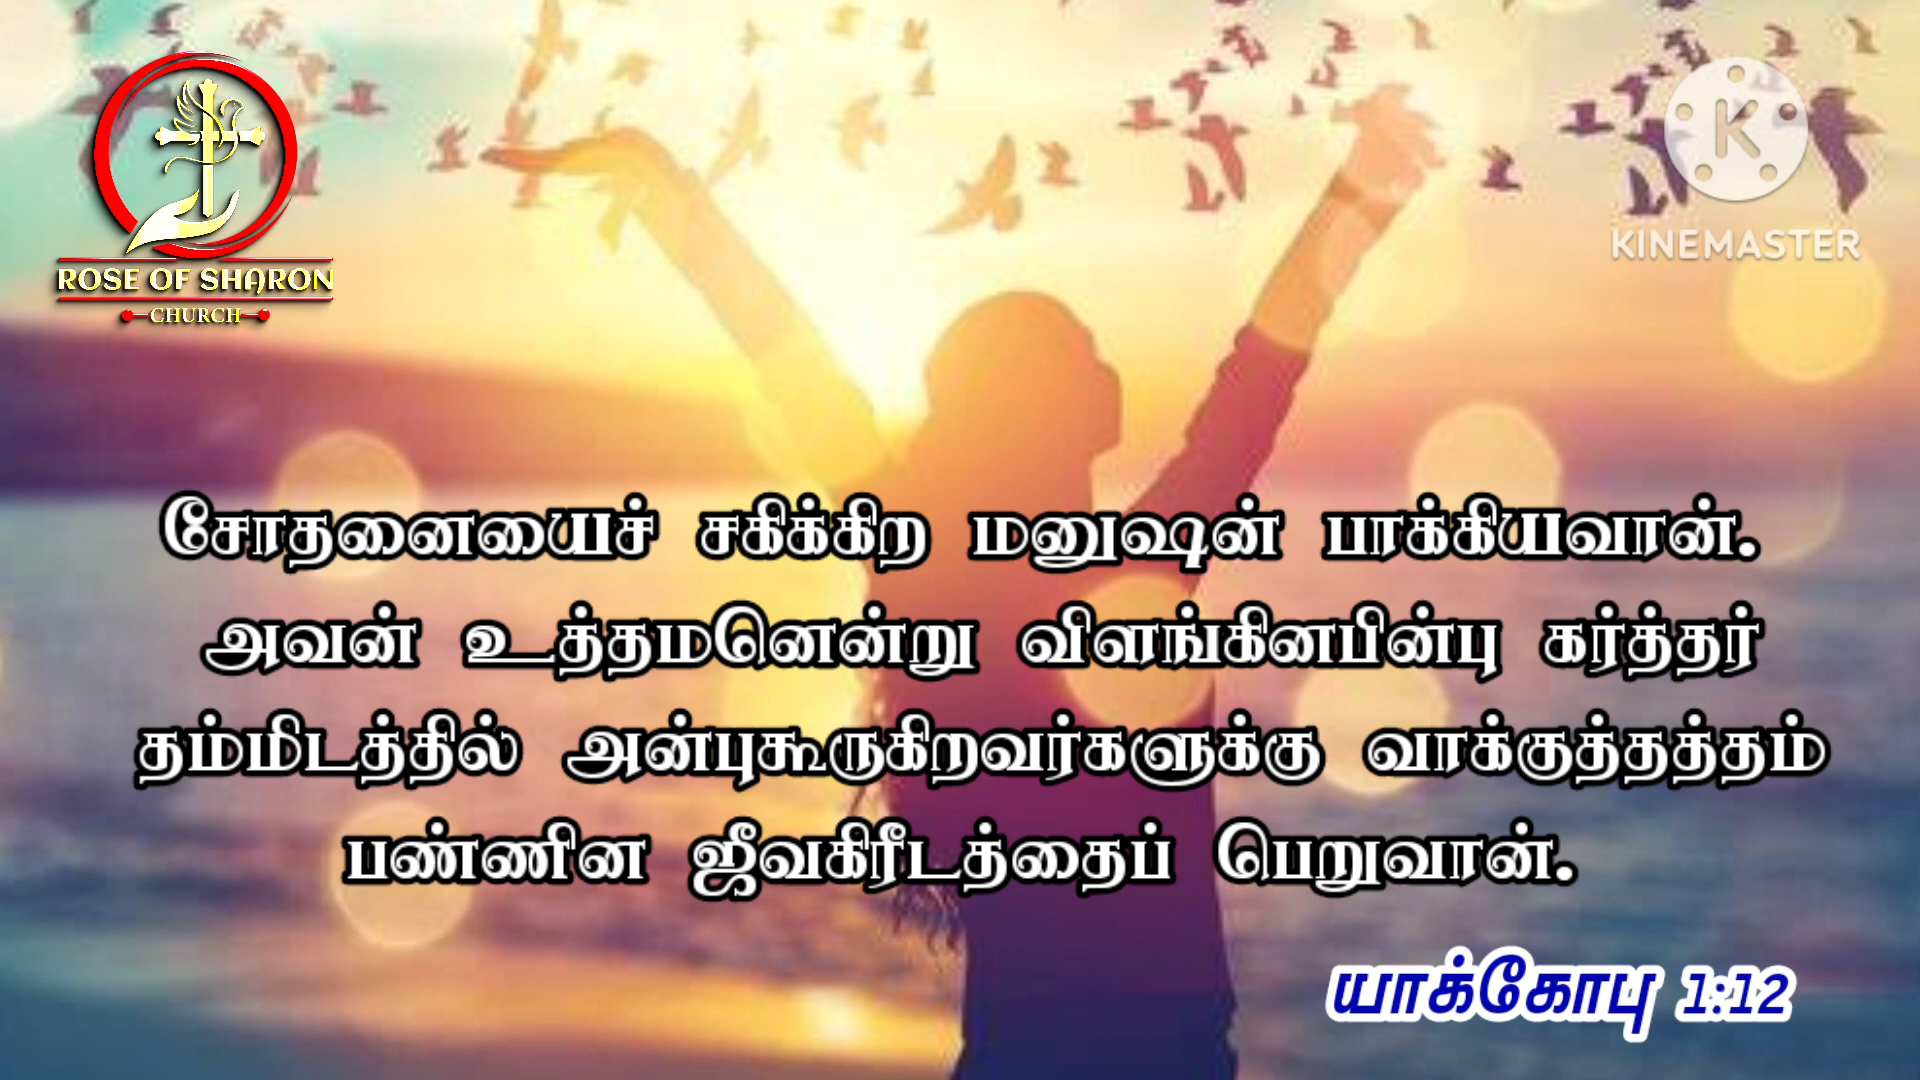 ROSE OF SHARON
CHURCH
KINEMASTER
சோதனையைச் சகிக்கிற மனுஷன் பாக்கியவான்.
அவன் உத்தமனென்று விளங்கினபின்பு கர்த்தர்
தம்மிடத்தில் அன்புகூருகிறவர்களுக்கு வாக்குத்தத்தம்
பண்ணின ஜீவகிரீடத்தைப் பெறுவான்.
யாக்கோபு 1:12